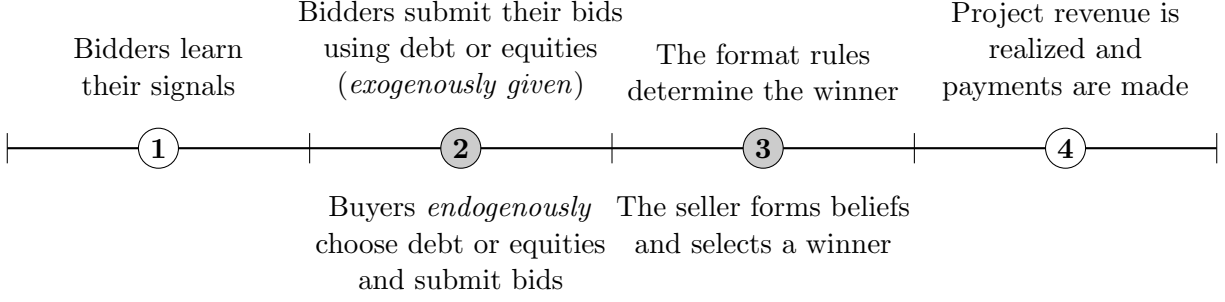 Bidders learn
their signals
Bidders submit their bids
using debt or equities
(exogenously given)
The format rules
determine the winner
Project revenue is
realized and
payments are made
1
2
3
4
Buyers endogenously
choose debt or equities
and submit bids
The seller forms beliefs
and selects a winner